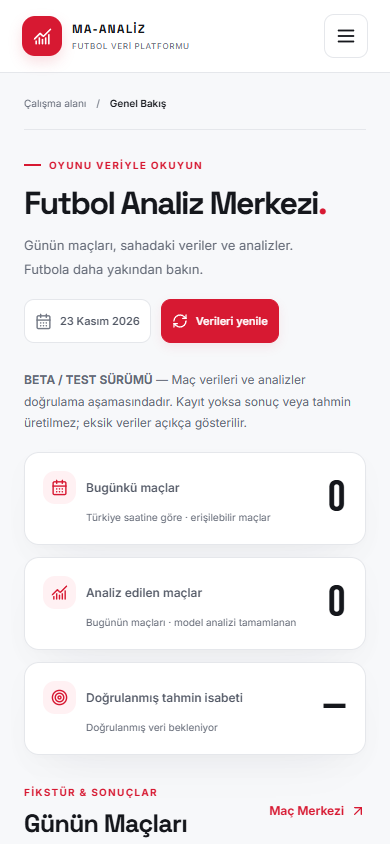 MA-ANALİZ
FUTBOL VERİ PLATFORMU
Çalışma alanı / Genel Bakış
OYUNU VERİYLE OKUYUN
Futbol Analiz Merkezi.
Günün maçları, sahadaki veriler ve analizler.
Futbola daha yakından bakın.
23 Kasım 2026
Verileri yenile
BETA / TEST SÜRÜMÜ — Maç verileri ve analizler
doğrulama aşamasındadır. Kayıt yoksa sonuç veya tahmin
üretilmez; eksik veriler açıkça gösterilir.
Bugünkü maçlar
0
Türkiye saatine göre · erişilebilir maçlar
Analiz edilen maçlar
0
Bugünün maçları · model analizi tamamlanan
Doğrulanmış tahmin isabeti
–
Doğrulanmış veri bekleniyor
FİKSTÜR & SONUÇLAR
Günün Maçları
Maç Merkezi